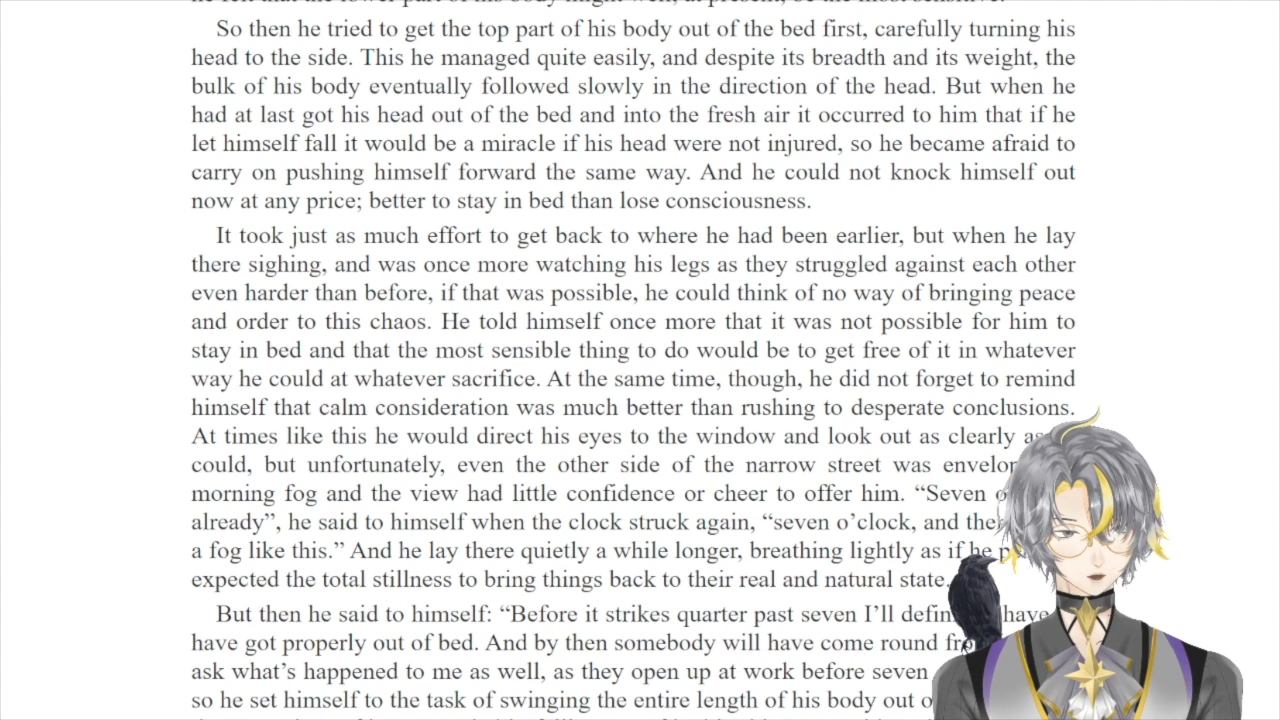 So then he tried to get the top part of his body out of the bed first, carefully turning his
head to the side. This he managed quite easily, and despite its breadth and its weight, the
bulk of his body eventually followed slowly in the direction of the head. But when he
had at last got his head out of the bed and into the fresh air it occurred to him that if he
let himself fall it would be a miracle if his head were not injured, so he became afraid to
carry on pushing himself forward the same way. And he could not knock himself out
now at any price; better to stay in bed than lose consciousness.
It took just as much effort to get back to where he had been earlier, but when he lay
there sighing, and was once more watching his legs as they struggled against each other
even harder than before, if that was possible, he could think of no way of bringing peace
and order to this chaos. He told himself once more that it was not possible for him to
stay in bed and that the most sensible thing to do would be to get free of it in whatever
way he could at whatever sacrifice. At the same time, though, he did not forget to remind
himself that calm consideration was much better than rushing to desperate conclusions.
At times like this he would direct his eyes to the window and look out as clearly
could, but unfortunately, even the other side of the narrow street was
morning fog and the view had little confidence or cheer to offer him. “Seven
already”, he said to himself when the clock struck again, “seven o’clock, and
a fog like this.” And he lay there quietly a while longer, breathing lightly as if he
expected the total stillness to bring things back to their real and natural state.
But then he said to himself: “Before it strikes quarter past seven I’ll have
have got properly out of bed. And by then somebody will have come round
ask what’s happened to me as well, as they open up at work before seven
so he set himself to the task of swinging the entire length of his body out